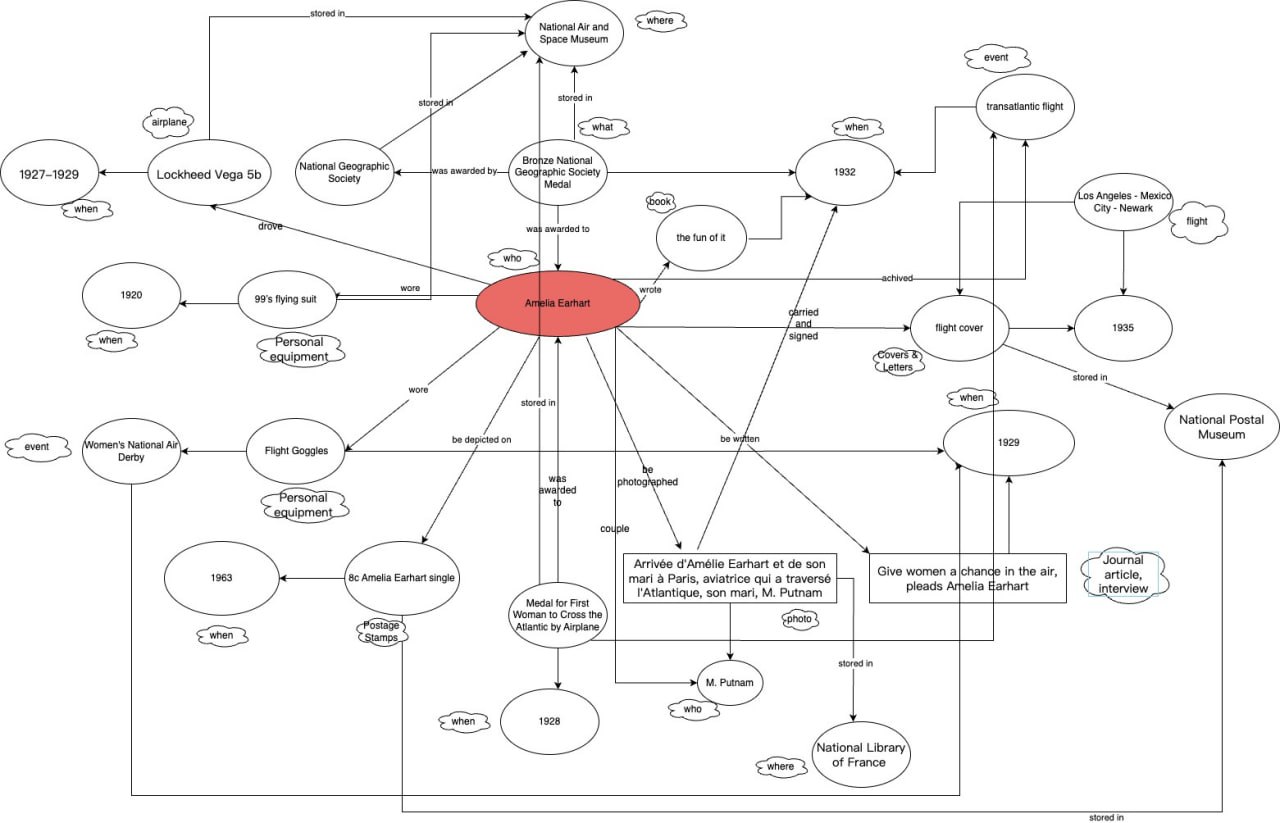 stored in
National Air and
Space Museum
where
event
stored in
stored in
transatlantic flight
airplane
what
when
1927–1929
Lockheed Vega 5b
National Geographic
Society
was awarded by
Bronze National
Geographic Society
Medal
1932
Los Angeles - Mexico
City - Newark
when
book
flight
drove
was awarded to
the fun of it
who
achived
1920
99's flying suit
wore
Amelia Earhart
wrote
carried
and
signed
flight cover
1935
when
Personal
equipment
Covers &
Letters
stored in
wore
stored in
when
National Postal
Museum
event
Women's National Air
Derby
Flight Goggles
be depicted on
be written
1929
was
awarded
to
be
photographed
Personal
equipment
couple
1963
8c Amelia Earhart single
Arrivée d'Amélie Earhart et de son
mari à Paris, aviatrice qui a traversé
l'Atlantique, son mari, M. Putnam
Give women a chance in the air,
pleads Amelia Earhart
Journal
article,
interview
Medal for First
Woman to Cross the
Atlantic by Airplane
when
Postage
Stamps
photo
stored in
M. Putnam
who
when
1928
National Library
of France
where
stored in